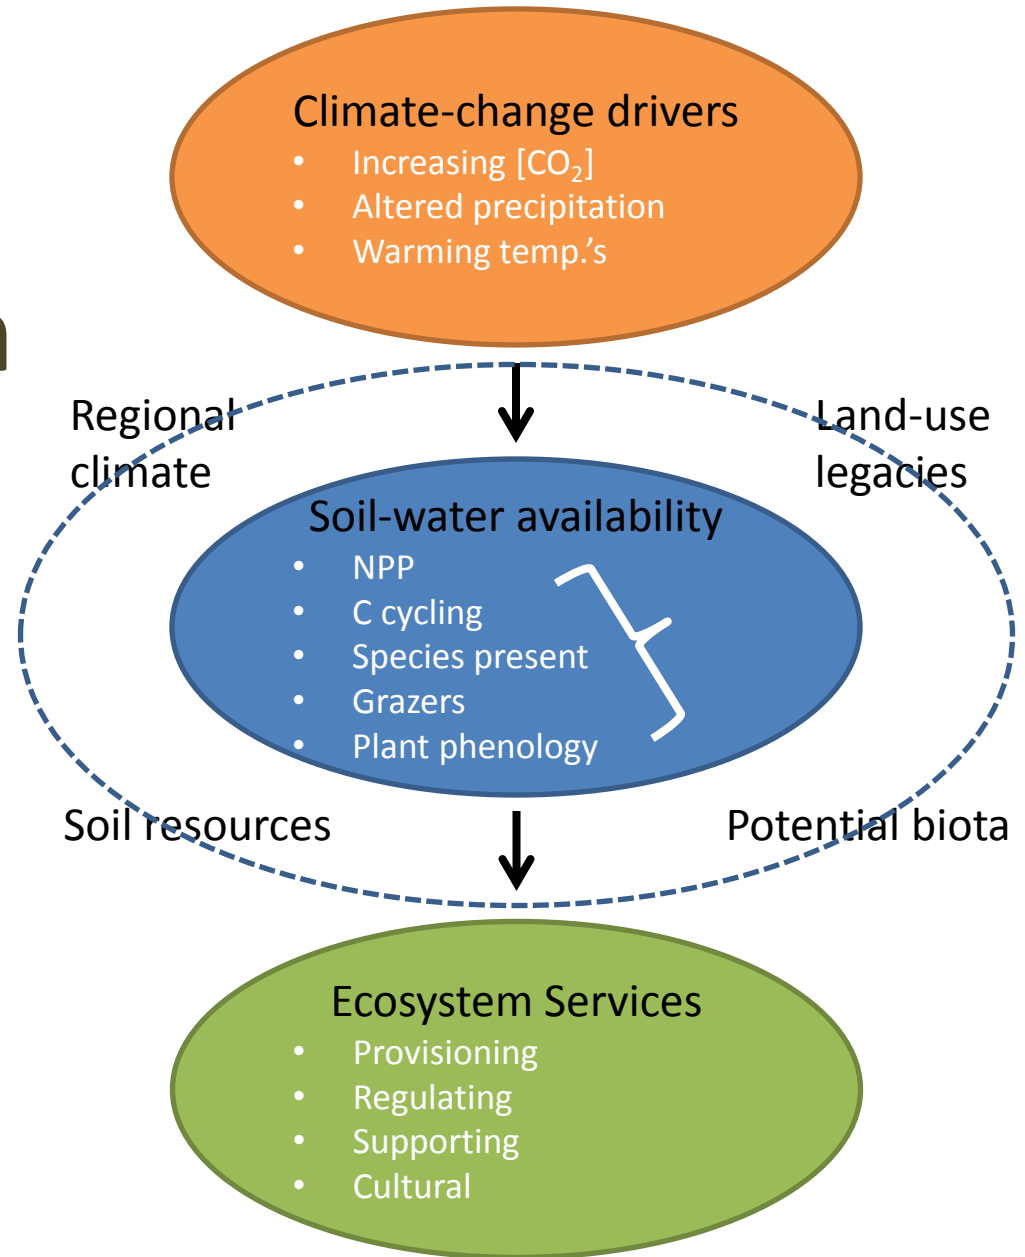 Climate-change drivers
• Increasing [CO₂]
• Altered precipitation
• Warming temp.'s
Regional
climate
Land-use
legacies
Soil-water availability
• NPP
• C cycling
• Species present
• Grazers
• Plant phenology
Soil resources
Potential biota
Ecosystem Services
• Provisioning
• Regulating
• Supporting
• Cultural